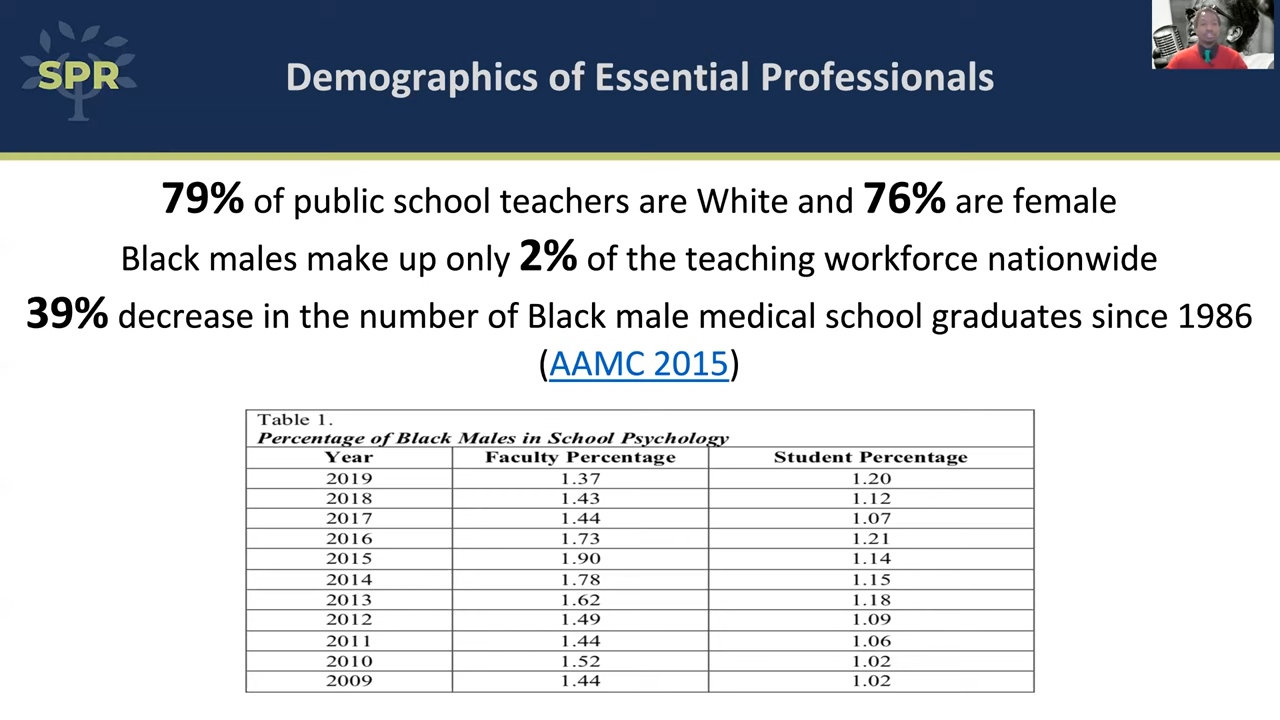 SPR
Demographics of Essential Professionals
79% of public school teachers are White and 76% are female
Black males make up only 2% of the teaching workforce nationwide
39% decrease in the number of Black male medical school graduates since 1986
(AAMC 2015)
Table 1.
Percentage of Black Males in School Psychology
Year Faculty Percentage Student Percentage
2019 1.37 1.20
2018 1.43 1.12
2017 1.44 1.07
2016 1.73 1.21
2015 1.90 1.14
2014 1.78 1.15
2013 1.62 1.18
2012 1.49 1.09
2011 1.44 1.06
2010 1.52 1.02
2009 1.44 1.02